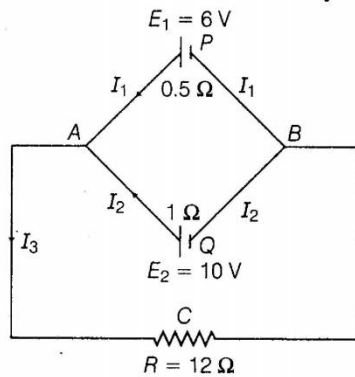 E₁ = 6 V
P
I₁ 0.5 Ω I₁
A B
I₂ 1 Ω I₂
Q
I₃ E₂ = 10 V
C
R = 12 Ω